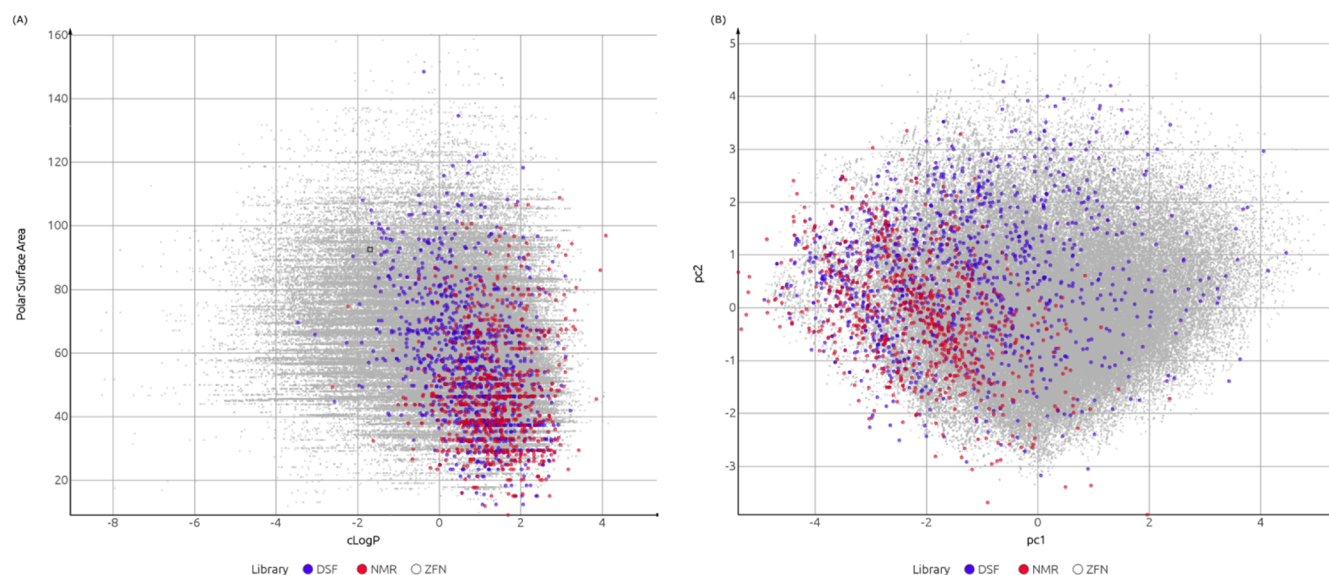 (A)
160
140
120
100
80
60
40
20
Polar Surface Area
-8 -6 -4 -2 0 2 4
cLogP
Library DSF NMR ZFN
(B)
5
4
3
2
1
0
-1
-2
-3
pc2
-4 -2 0 2 4
pc1
Library DSF NMR ZFN